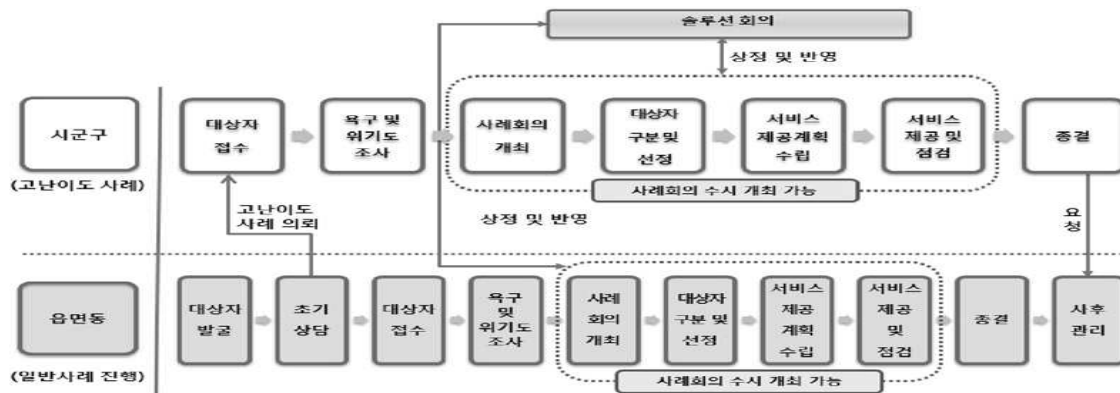 솔루션 회의
상정 및 반영
시군구
(고난이도 사례)
대상자
접수
욕구 및
위기도
조사
사례회의
개최
대상자
구분 및
선정
서비스
제공계획
수립
서비스
제공 및
점검
종결
사례회의 수시 개최 가능
고난이도
사례 의뢰
상정 및 반영
요
청
읍면동
(일반사례 진행)
대상자
발굴
초기
상담
대상자
접수
욕구
및
위기도
조사
사례
회의
개최
대상자
구분 및
선정
서비스
제공
계획
수립
서비스
제공
및
점검
종결
사후
관리
사례회의 수시 개최 가능